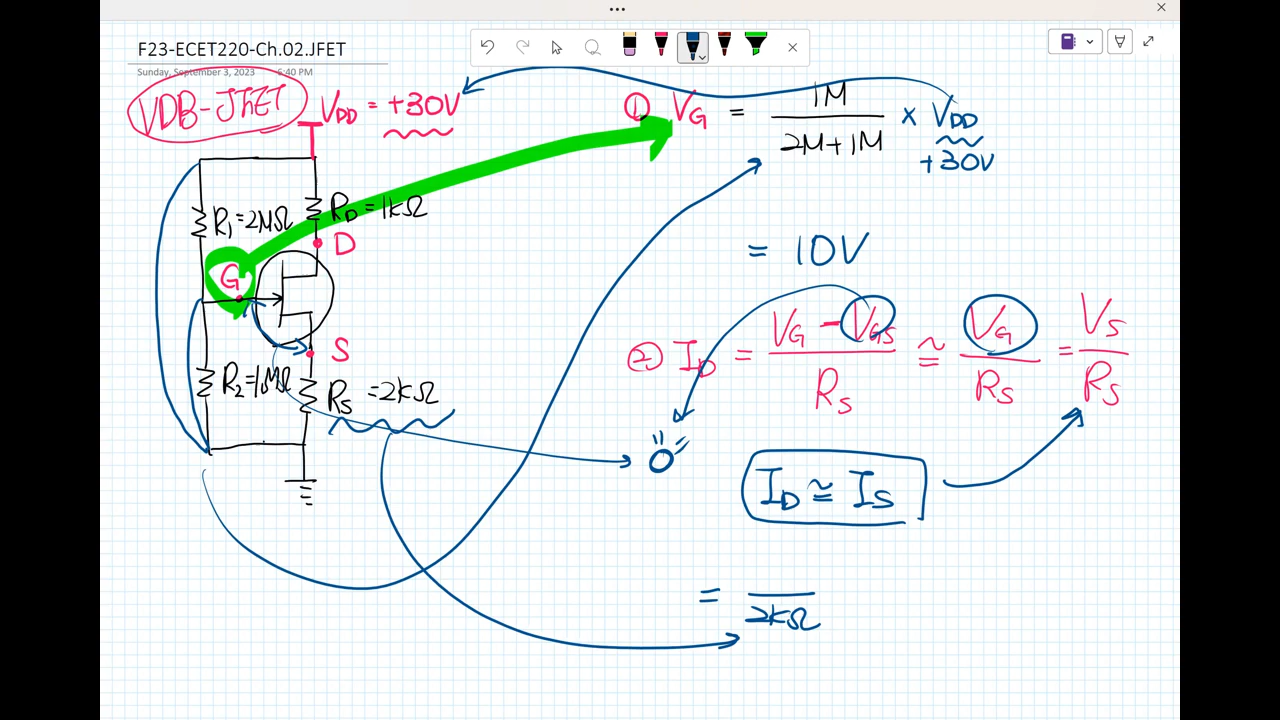 F23-ECET220-Ch.02.JFET
Sunday, September 3, 2023 6:40 PM
VDB-JFET
VDD = +30V
R1=2MΩ
RD=1kΩ
D
G
S
R2=1MΩ
RS=2kΩ
① VG = 1M / 2M+1M × VDD
+30V
= 10V
② ID = VG - VGS / RS ≅ VG / RS = VS / RS
0
ID ≅ IS
= / 2kΩ